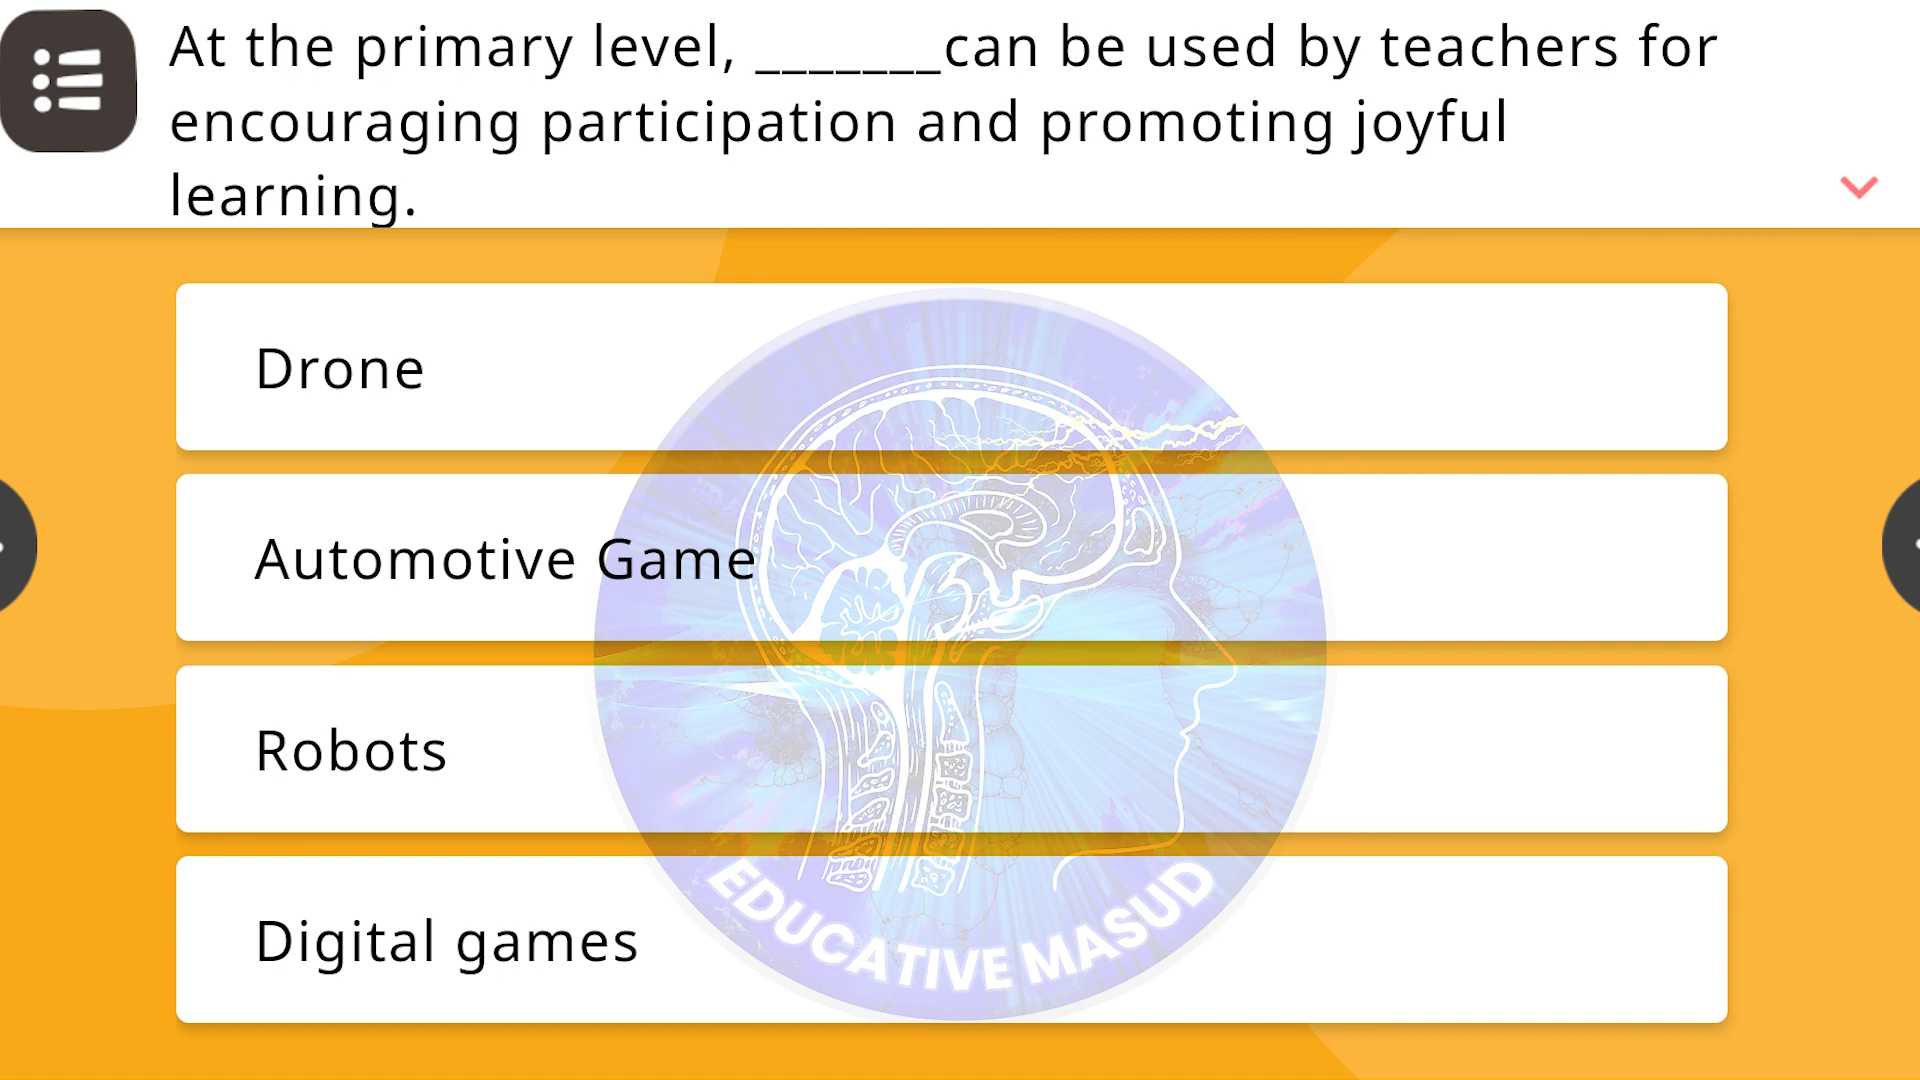 At the primary level, _______can be used by teachers for
encouraging participation and promoting joyful
learning.
Drone
Automotive Game
Robots
Digital games
EDUCATIVE MASUD